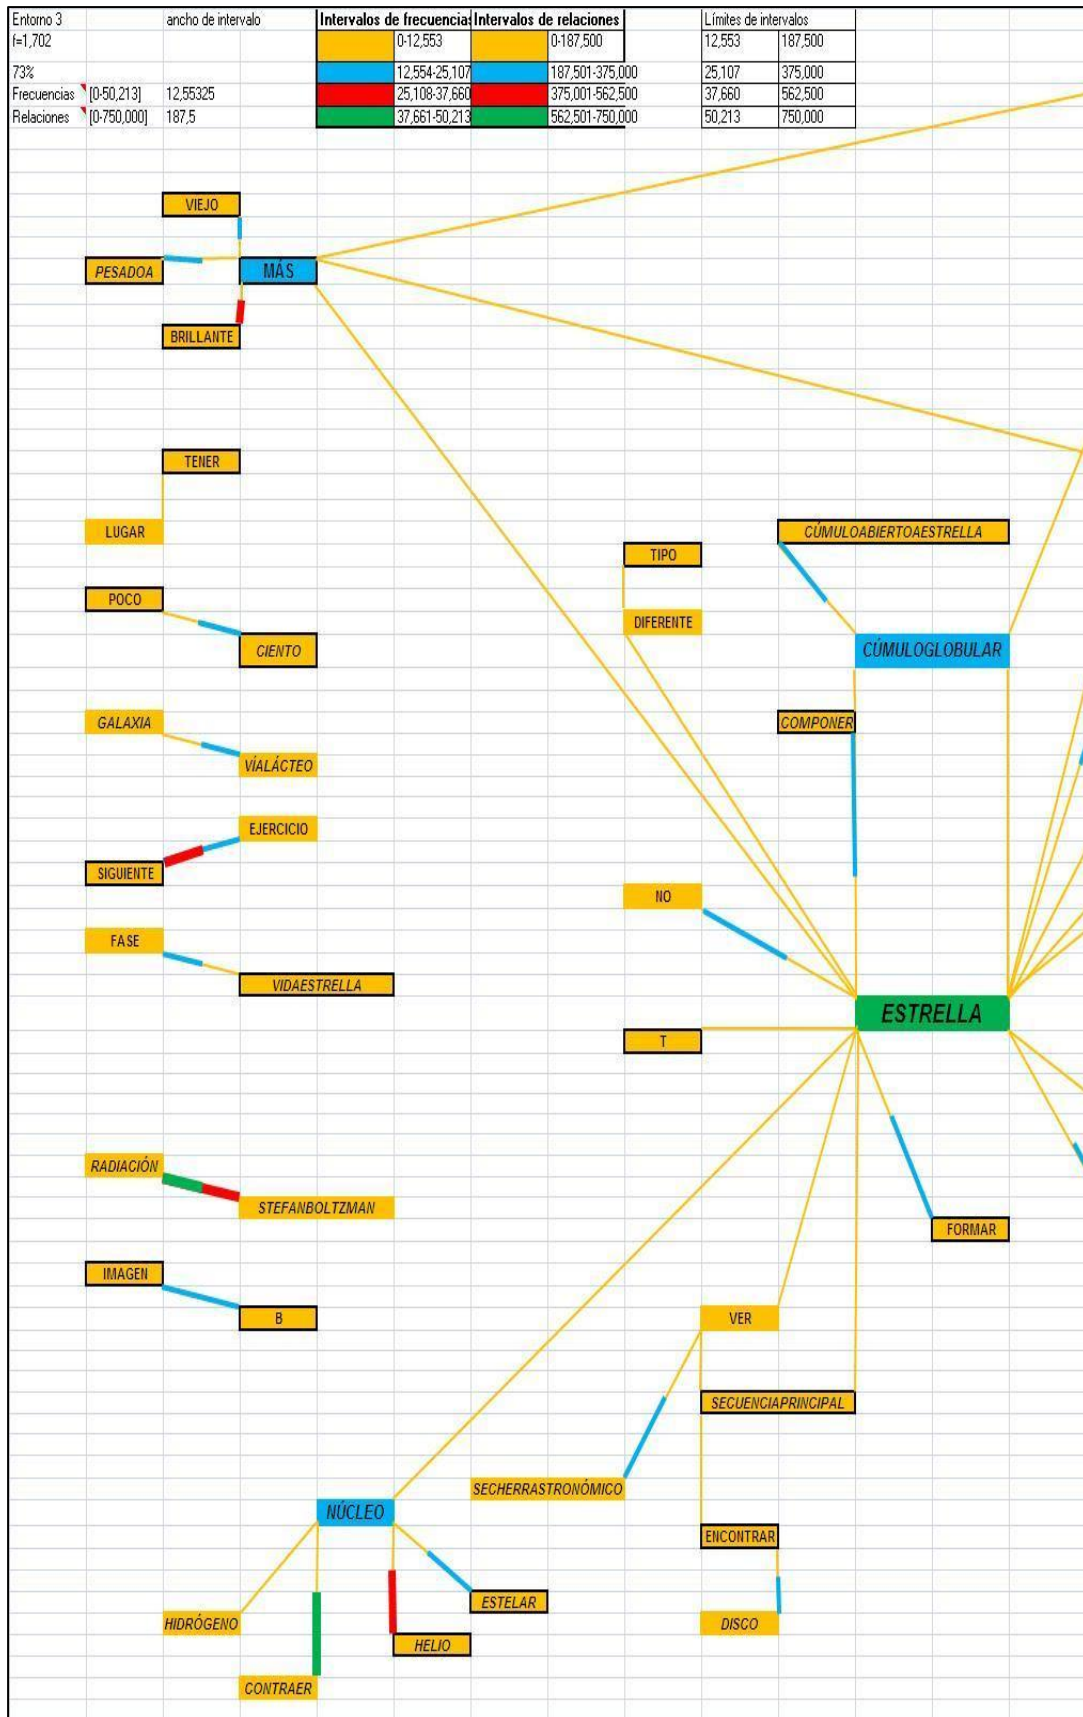 Entorno 3 ancho de intervalo Intervalos de frecuencias Intervalos de relaciones Límites de intervalos
f=1,702 0-12,553 0-187,500 12,553 187,500
73% 12,554-25,107 187,501-375,000 25,107 375,000
Frecuencias [0-50,213] 12,55325 25,108-37,660 375,001-562,500 37,660 562,500
Relaciones [0-750,000] 187,5 37,661-50,213 562,501-750,000 50,213 750,000
VIEJO
PESADOA MÁS
BRILLANTE
TENER
LUGAR CÚMULOABIERTOAESTRELLA
TIPO
POCO
DIFERENTE
CIENTO CÚMULOGLOBULAR
GALAXIA COMPONER
VÍALÁCTEO
EJERCICIO
SIGUIENTE
NO
FASE
VIDAESTRELLA
ESTRELLA
T
RADIACIÓN
STEFANBOLTZMAN
FORMAR
IMAGEN
B VER
SECUENCIAPRINCIPAL
SECHERRASTRONÓMICO
NÚCLEO
ENCONTRAR
ESTELAR
HIDRÓGENO DISCO
HELIO
CONTRAER